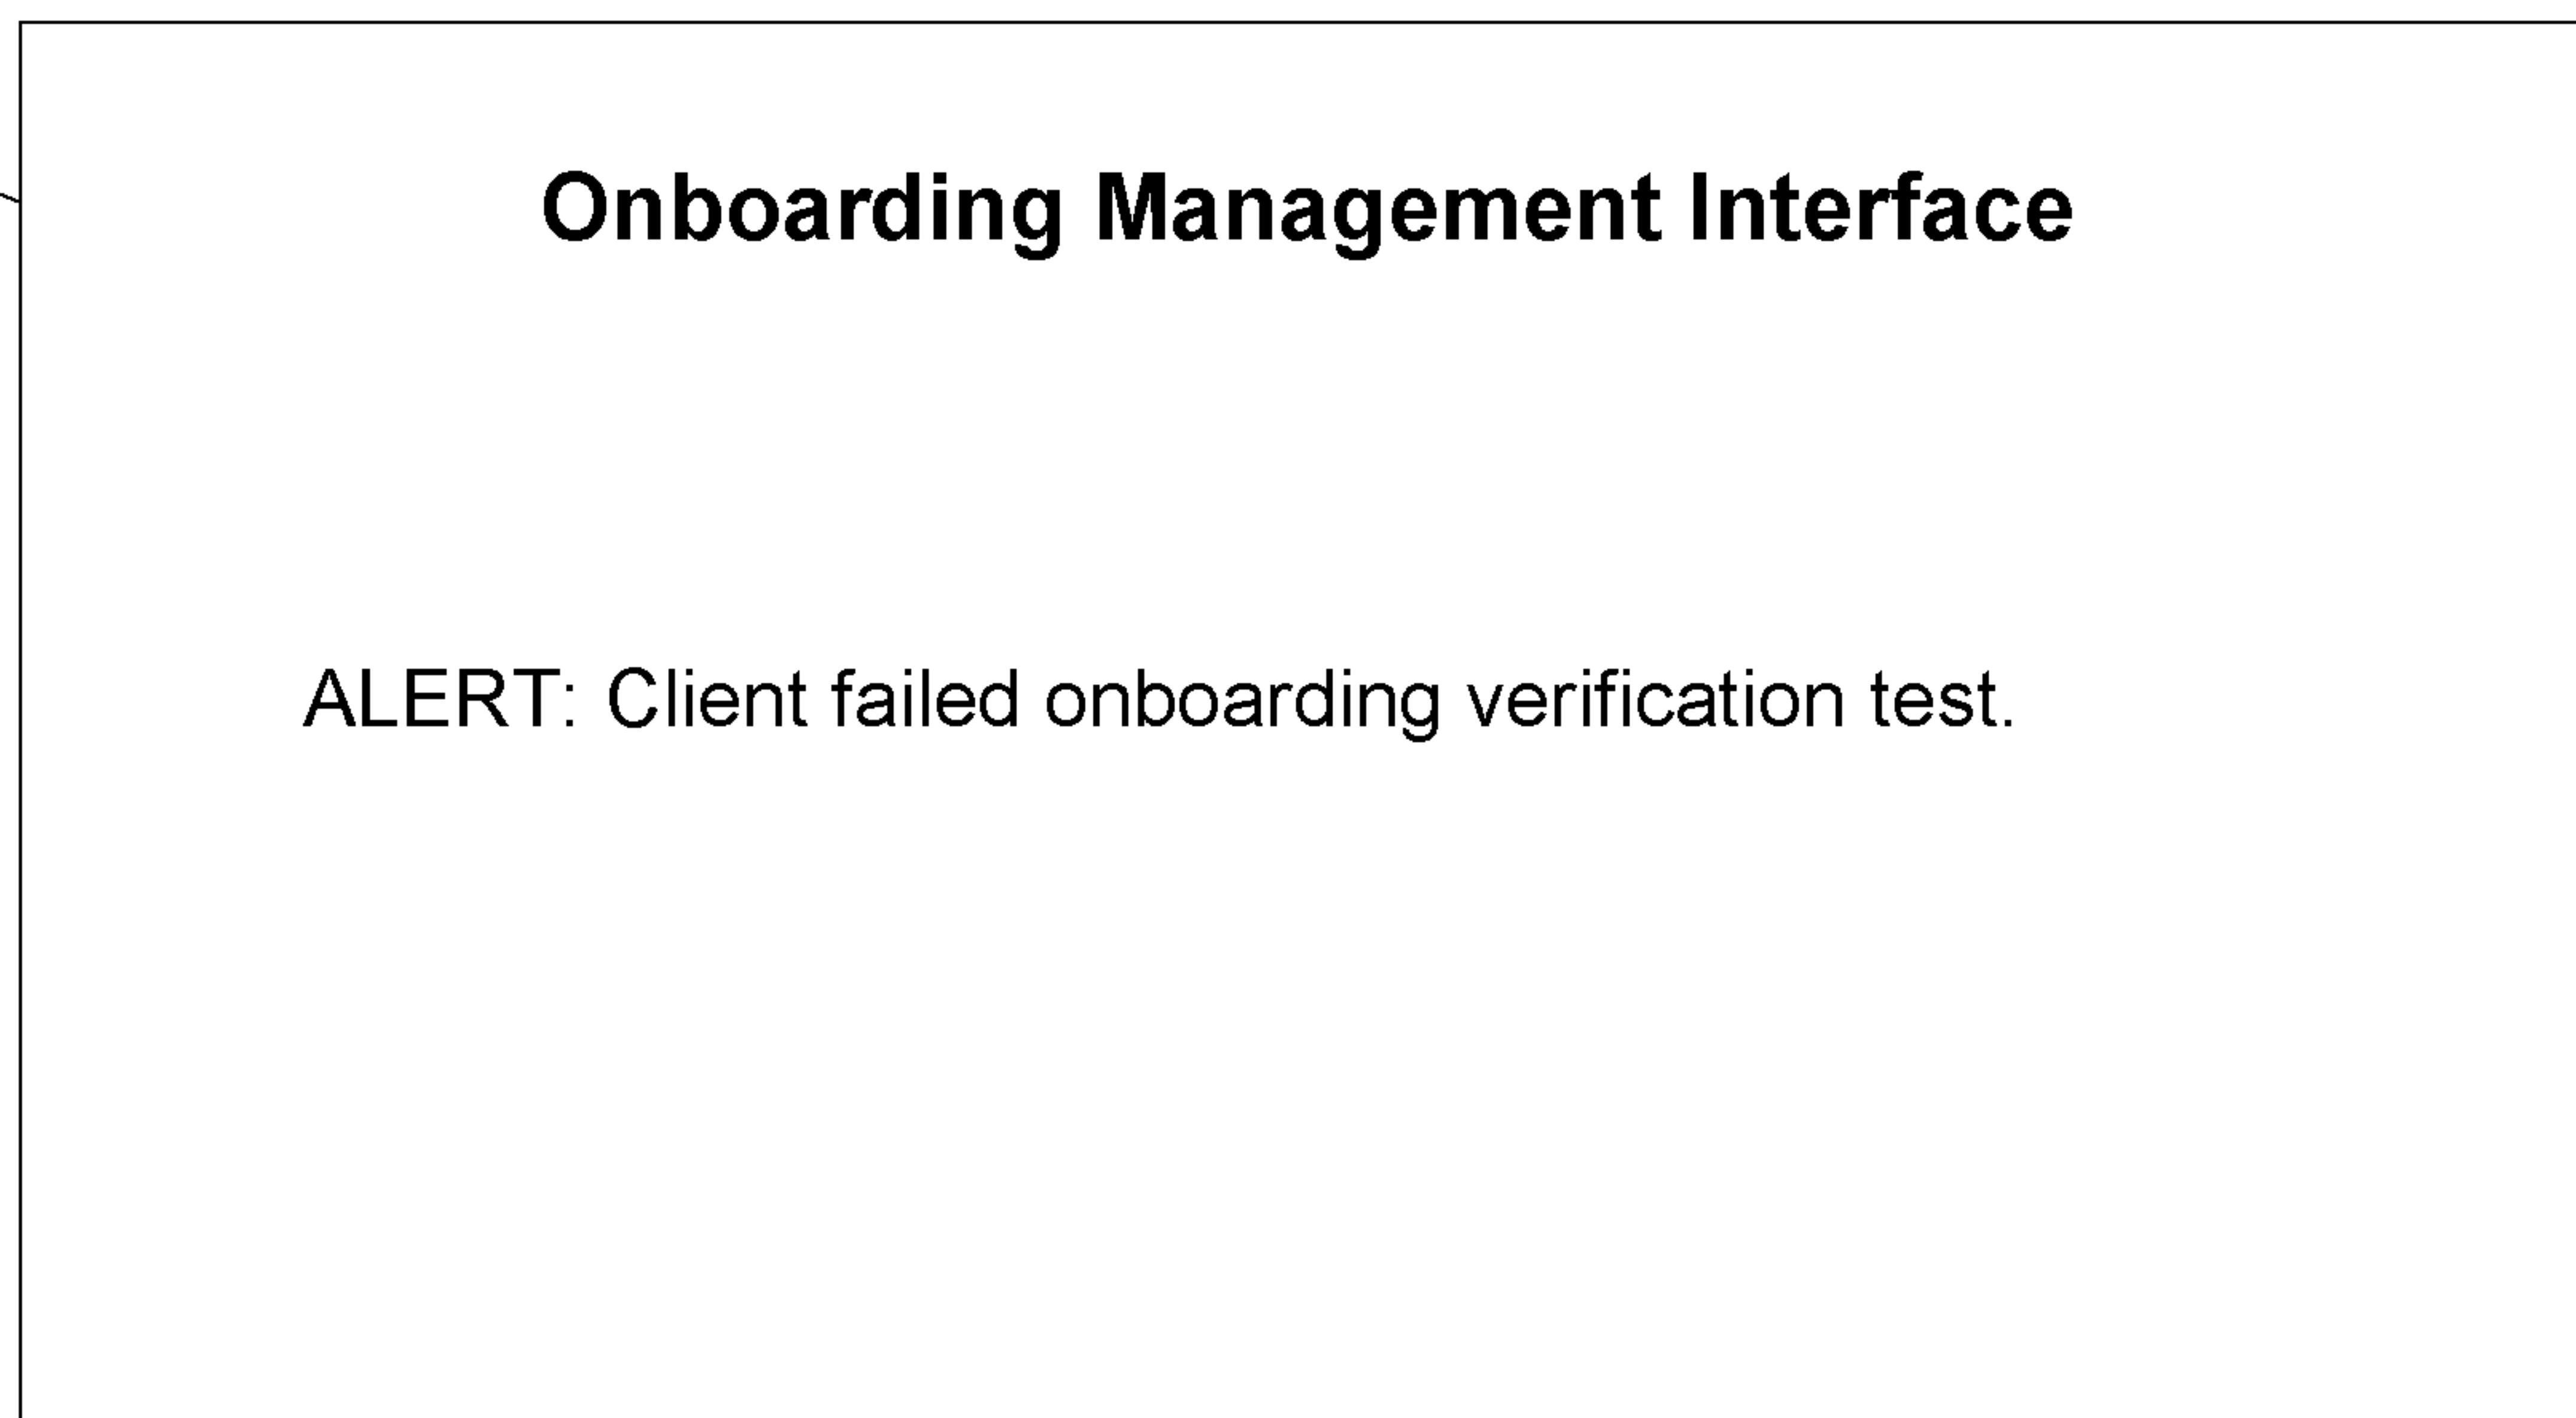 Onboarding Management Interface
ALERT: Client failed onboarding verification test.